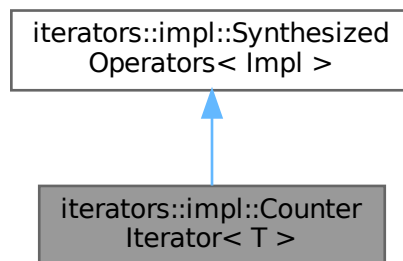 iterators::impl::Synthesized
Operators< Impl >
iterators::impl::Counter
Iterator< T >